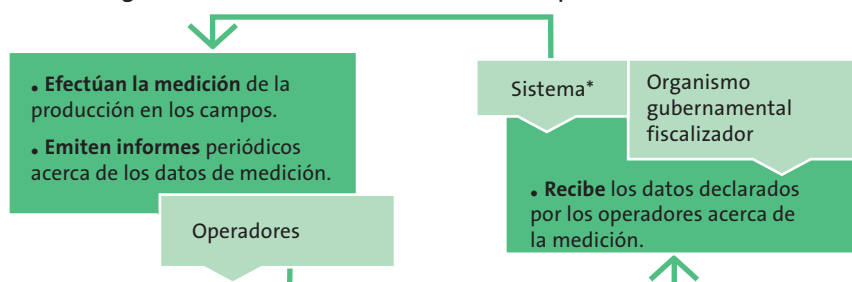 • Efectúan la medición de la
producción en los campos.
• Emiten informes periódicos
acerca de los datos de medición.
Operadores
Sistema*
Organismo
gubernamental
fiscalizador
• Recibe los datos declarados
por los operadores acerca de
la medición.